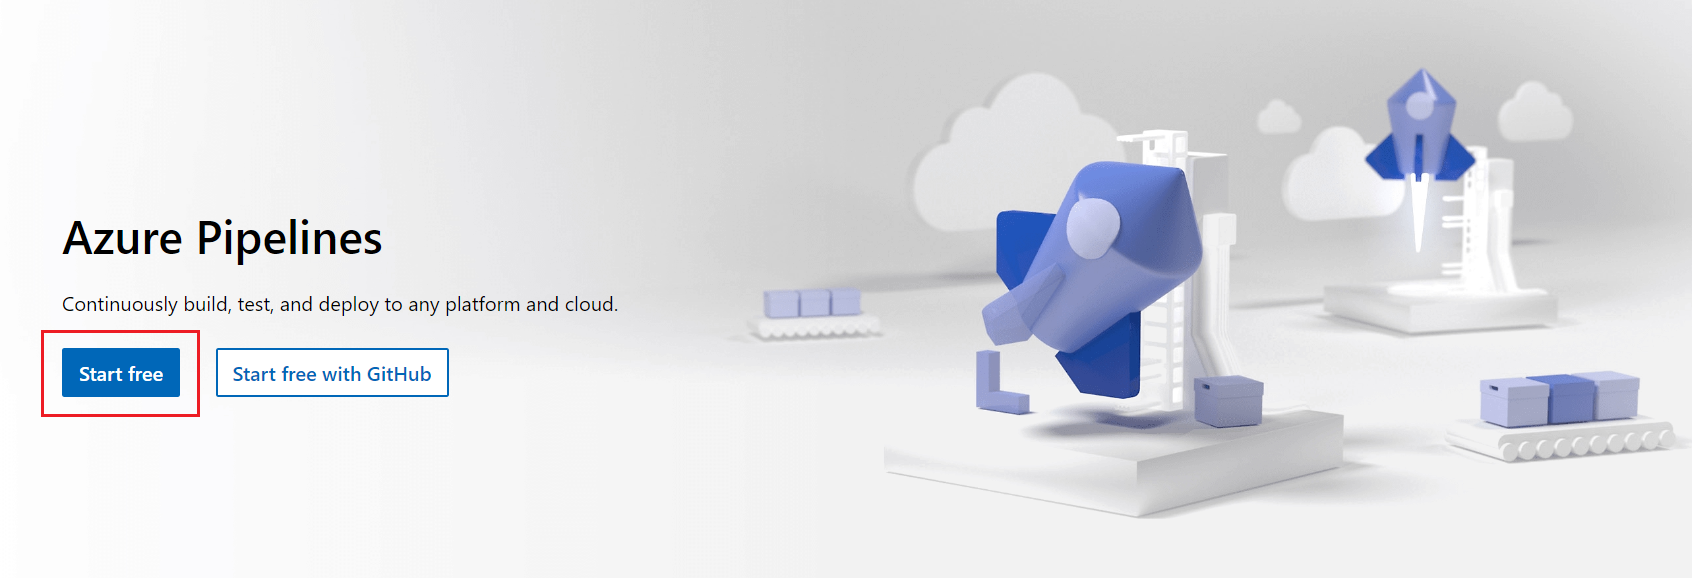 Azure Pipelines
Continuously build, test, and deploy to any platform and cloud.
Start free
Start free with GitHub